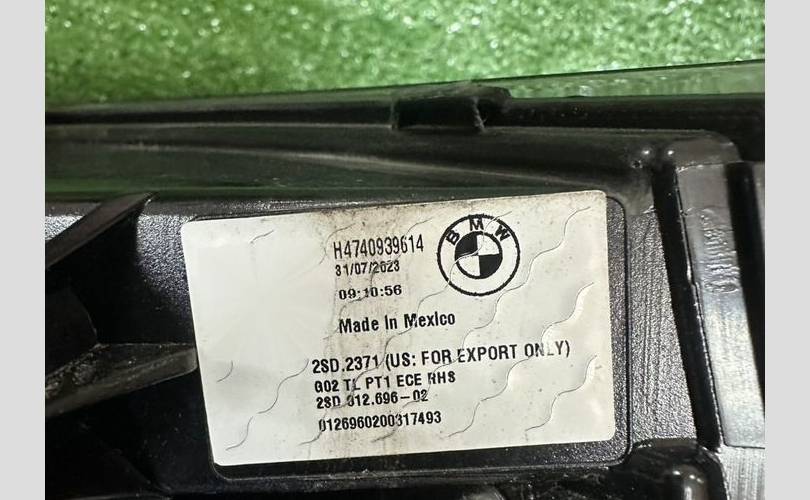 H4740939614
BMW
31/07/2023
09:10:56
Made In Mexico
2SD.2371 (US: FOR EXPORT ONLY)
G02 TL PT1 ECE RHS
2SD.012.696-02
0126960200317493